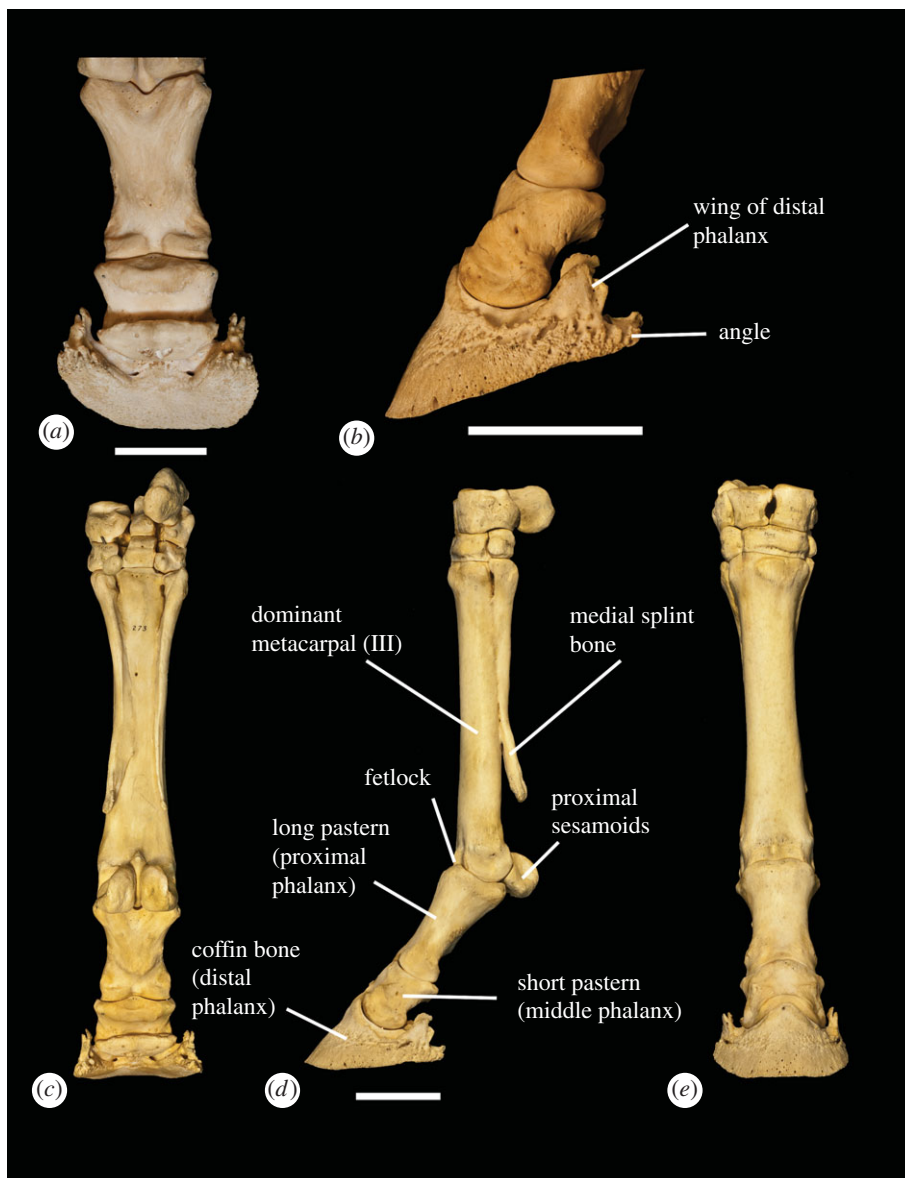 wing of distal
phalanx
angle
(a)
(b)
273
dominant
metacarpal (III)
medial splint
bone
fetlock
proximal
sesamoids
long pastern
(proximal
phalanx)
coffin bone
(distal
phalanx)
short pastern
(middle phalanx)
(c)
(d)
(e)